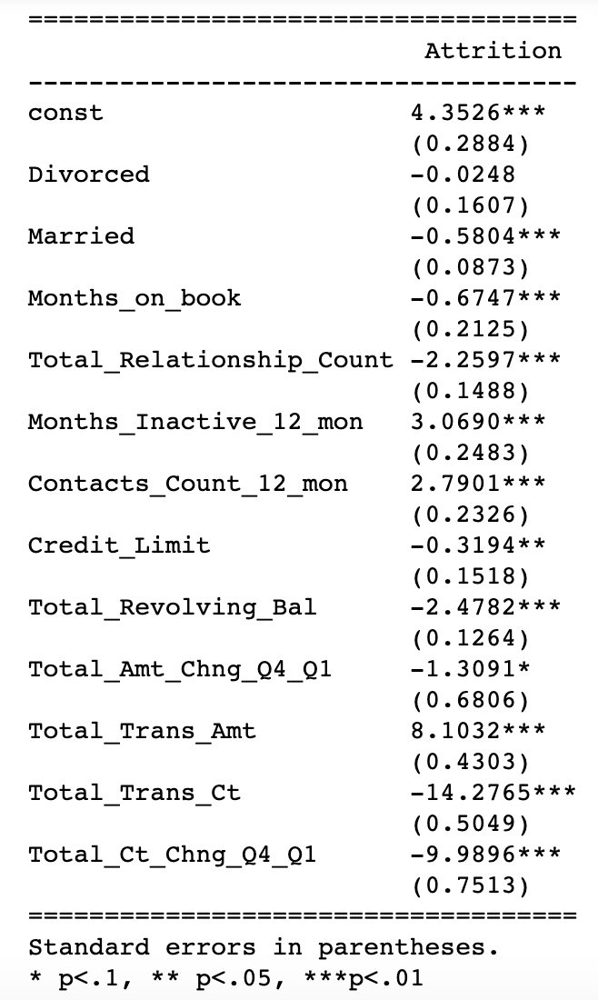 ====================================
Attrition
------------------------------------
const 4.3526***
(0.2884)
Divorced -0.0248
(0.1607)
Married -0.5804***
(0.0873)
Months_on_book -0.6747***
(0.2125)
Total_Relationship_Count -2.2597***
(0.1488)
Months_Inactive_12_mon 3.0690***
(0.2483)
Contacts_Count_12_mon 2.7901***
(0.2326)
Credit_Limit -0.3194**
(0.1518)
Total_Revolving_Bal -2.4782***
(0.1264)
Total_Amt_Chng_Q4_Q1 -1.3091*
(0.6806)
Total_Trans_Amt 8.1032***
(0.4303)
Total_Trans_Ct -14.2765***
(0.5049)
Total_Ct_Chng_Q4_Q1 -9.9896***
(0.7513)
====================================
Standard errors in parentheses.
* p<.1, ** p<.05, ***p<.01